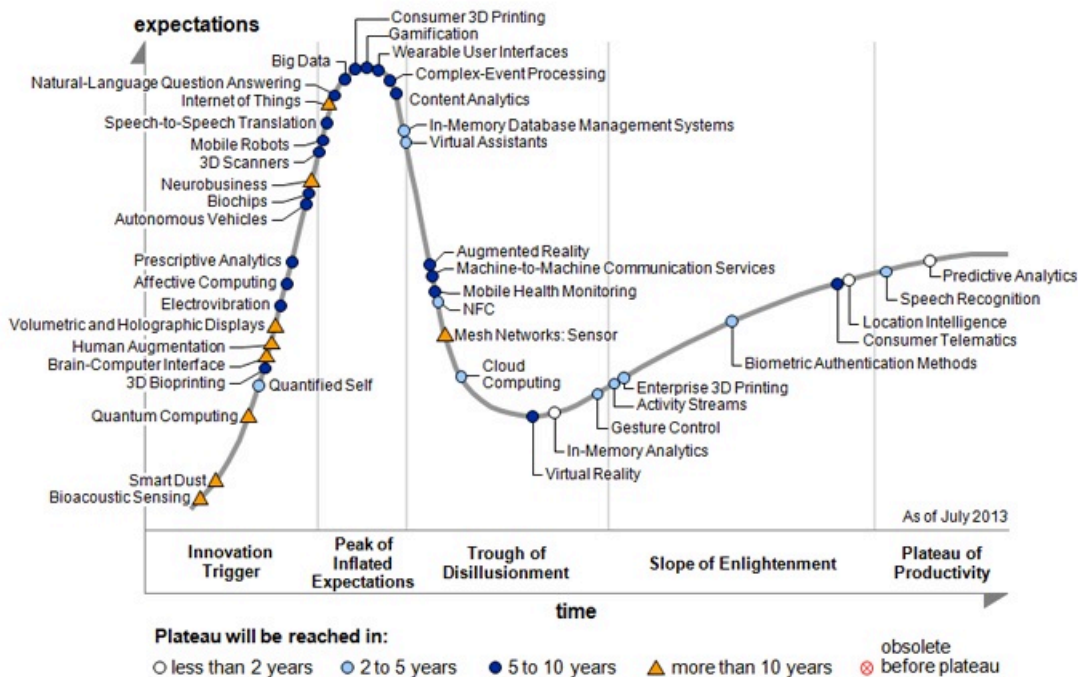 expectations
Consumer 3D Printing
Gamification
Wearable User Interfaces
Big Data
Complex-Event Processing
Natural-Language Question Answering
Internet of Things
Content Analytics
Speech-to-Speech Translation
In-Memory Database Management Systems
Mobile Robots
Virtual Assistants
3D Scanners
Neurobusiness
Biochips
Autonomous Vehicles
Augmented Reality
Prescriptive Analytics
Machine-to-Machine Communication Services
Affective Computing
Mobile Health Monitoring
Electrovibration
NFC
Volumetric and Holographic Displays
Mesh Networks: Sensor
Human Augmentation
Brain-Computer Interface
3D Bioprinting
Quantified Self
Cloud
Computing
Quantum Computing
Smart Dust
Bioacoustic Sensing
Predictive Analytics
Speech Recognition
Location Intelligence
Consumer Telematics
Biometric Authentication Methods
Enterprise 3D Printing
Activity Streams
Gesture Control
In-Memory Analytics
Virtual Reality
As of July 2013
Innovation
Trigger
Peak of
Inflated
Expectations
Trough of
Disillusionment
Slope of Enlightenment
Plateau of
Productivity
time
Plateau will be reached in:
less than 2 years
2 to 5 years
5 to 10 years
more than 10 years
obsolete
before plateau